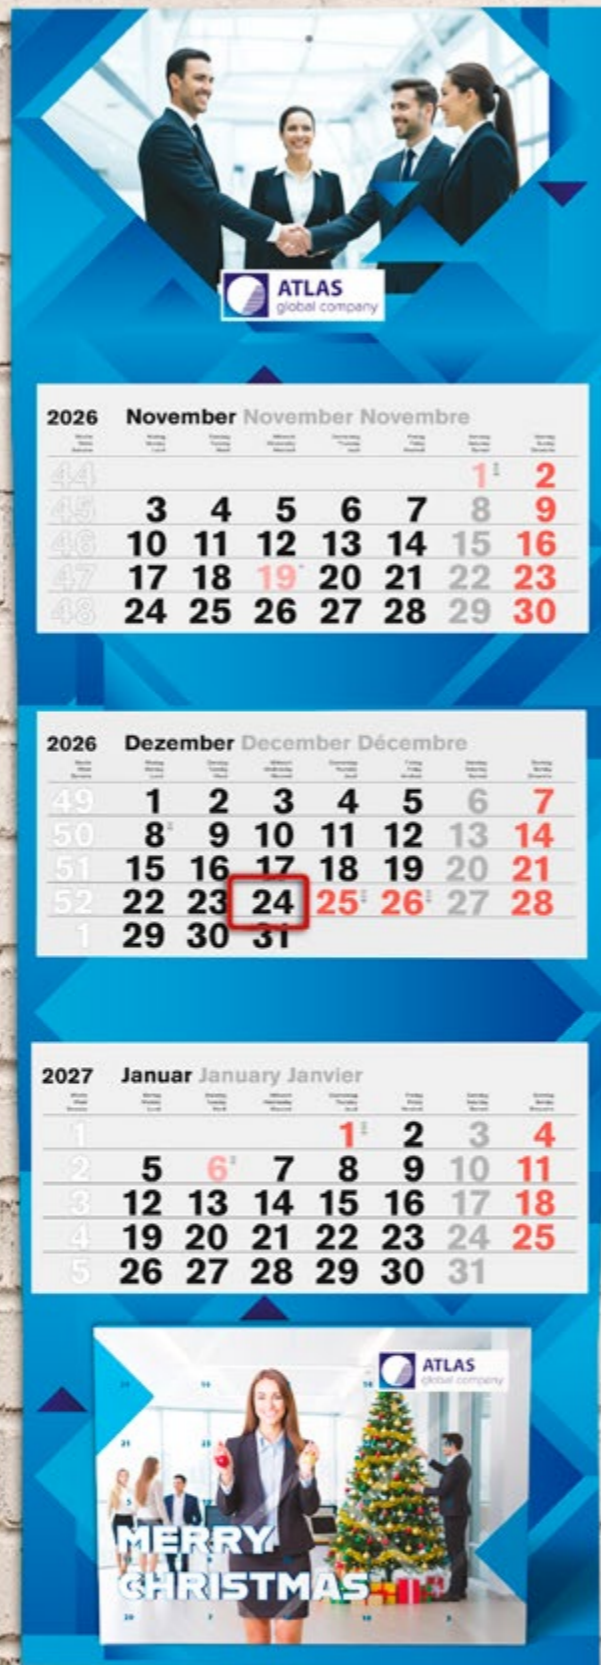 ATLAS
global company
2026 November November Novembre
44 1 2
45 3 4 5 6 7 8 9
46 10 11 12 13 14 15 16
47 17 18 19 20 21 22 23
48 24 25 26 27 28 29 30
2026 Dezember December Décembre
49 1 2 3 4 5 6 7
50 8 9 10 11 12 13 14
51 15 16 17 18 19 20 21
52 22 23 24 25 26 27 28
1 29 30 31
2027 Januar January Janvier
1 1 2 3 4
2 5 6 7 8 9 10 11
3 12 13 14 15 16 17 18
4 19 20 21 22 23 24 25
5 26 27 28 29 30 31
ATLAS
global company
MERRY
CHRISTMAS